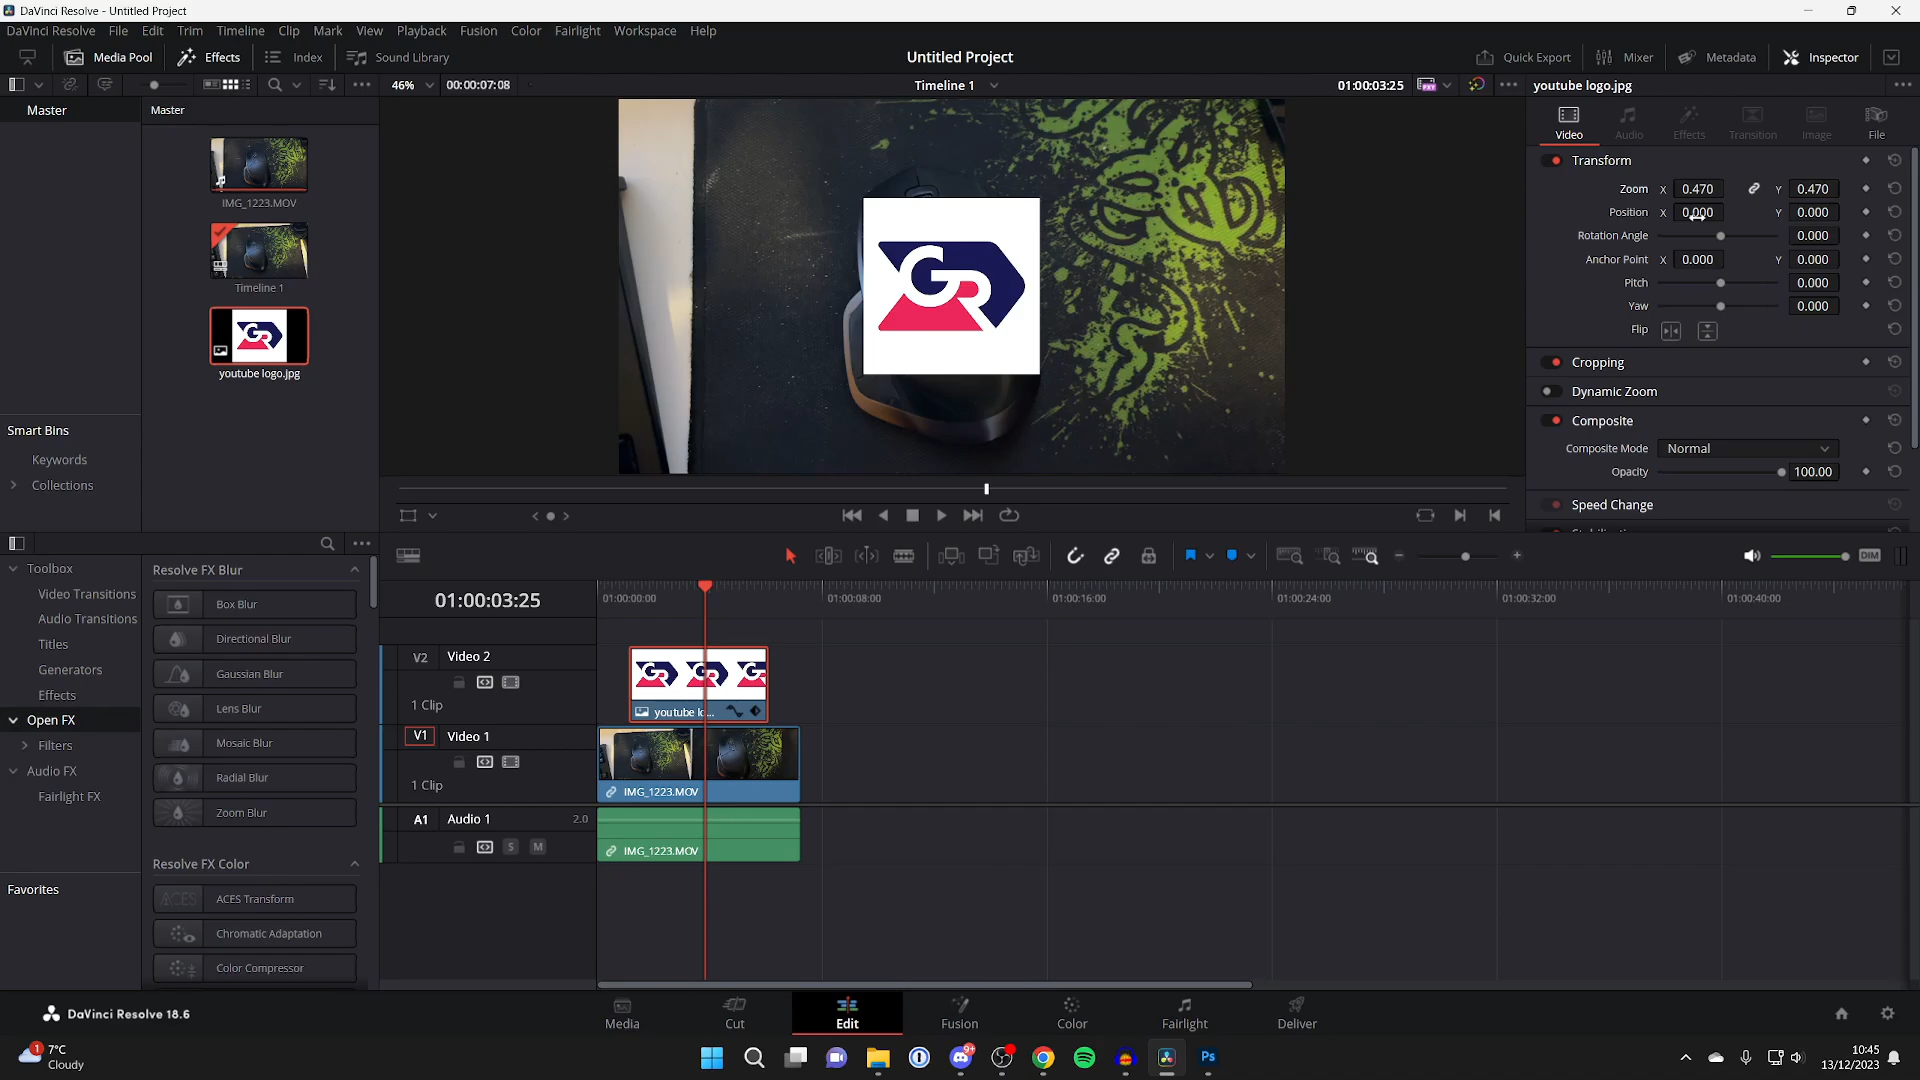 DaVinci Resolve - Untitled Project
DaVinci Resolve File Edit Trim Timeline Clip Mark View Playback Fusion Color Fairlight Workspace Help
Media Pool Effects Index Sound Library Untitled Project Quick Export Mixer Metadata Inspector
46% 00:00:07:08 Timeline 1 01:00:03:25 youtube logo.jpg
Master Master
Video Audio Effects Transition Image File
IMG_1223.MOV
Timeline 1
youtube logo.jpg
GR
Transform
Zoom X 0.470 Y 0.470
Position X 0.000 Y 0.000
Rotation Angle 0.000
Anchor Point X 0.000 Y 0.000
Pitch 0.000
Yaw 0.000
Flip
Cropping
Dynamic Zoom
Composite
Composite Mode Normal
Opacity 100.00
Speed Change
Smart Bins
Keywords
Collections
DIM
Toolbox
Video Transitions
Audio Transitions
Titles
Generators
Effects
Open FX
Filters
Audio FX
Fairlight FX
Favorites
Resolve FX Blur
Box Blur
Directional Blur
Gaussian Blur
Lens Blur
Mosaic Blur
Radial Blur
Zoom Blur
Resolve FX Color
ACES Transform
Chromatic Adaptation
Color Compressor
01:00:03:25 01:00:00:00 01:00:08:00 01:00:16:00 01:00:24:00 01:00:32:00 01:00:40:00
V2 Video 2
1 Clip youtube lo...
V1 Video 1
1 Clip IMG_1223.MOV
A1 Audio 1 2.0
S M IMG_1223.MOV
DaVinci Resolve 18.6 Media Cut Edit Fusion Color Fairlight Deliver
1 7°C
Cloudy
9+
Ps
10:45
13/12/2023